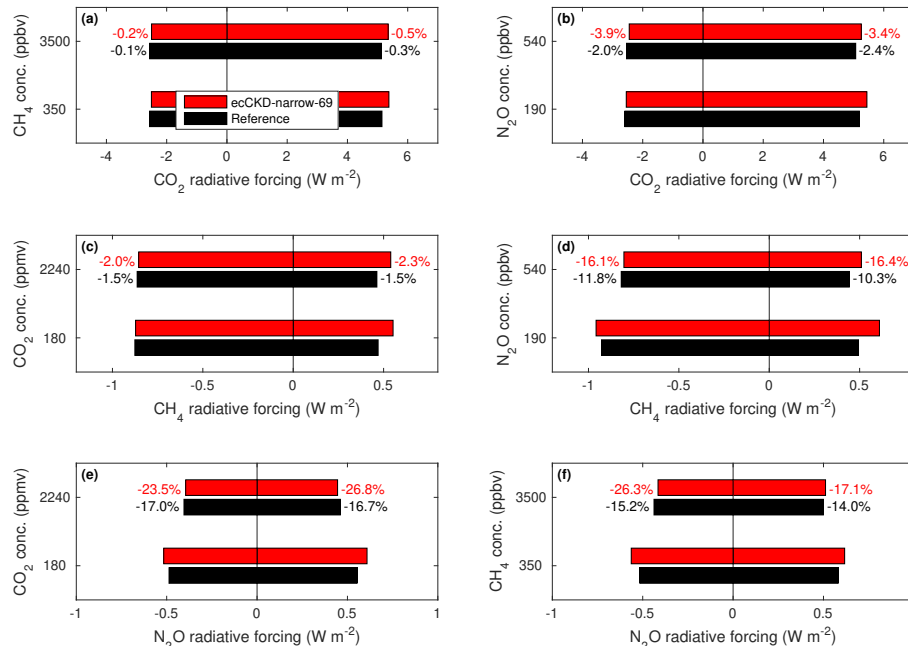 (a)
CH4 conc. (ppbv)
3500
350
-0.2%
-0.1%
-0.5%
-0.3%
ecCKD-narrow-69
Reference
-4 -2 0 2 4 6
CO2 radiative forcing (W m-2)
(b)
N2O conc. (ppbv)
540
190
-3.9%
-2.0%
-3.4%
-2.4%
-4 -2 0 2 4 6
CO2 radiative forcing (W m-2)
(c)
CO2 conc. (ppmv)
2240
180
-2.0%
-1.5%
-2.3%
-1.5%
-1 -0.5 0 0.5
CH4 radiative forcing (W m-2)
(d)
N2O conc. (ppbv)
540
190
-16.1%
-11.8%
-16.4%
-10.3%
-1 -0.5 0 0.5
CH4 radiative forcing (W m-2)
(e)
CO2 conc. (ppmv)
2240
180
-23.5%
-17.0%
-26.8%
-16.7%
-1 -0.5 0 0.5 1
N2O radiative forcing (W m-2)
(f)
CH4 conc. (ppbv)
3500
350
-26.3%
-15.2%
-17.1%
-14.0%
-1 -0.5 0 0.5 1
N2O radiative forcing (W m-2)